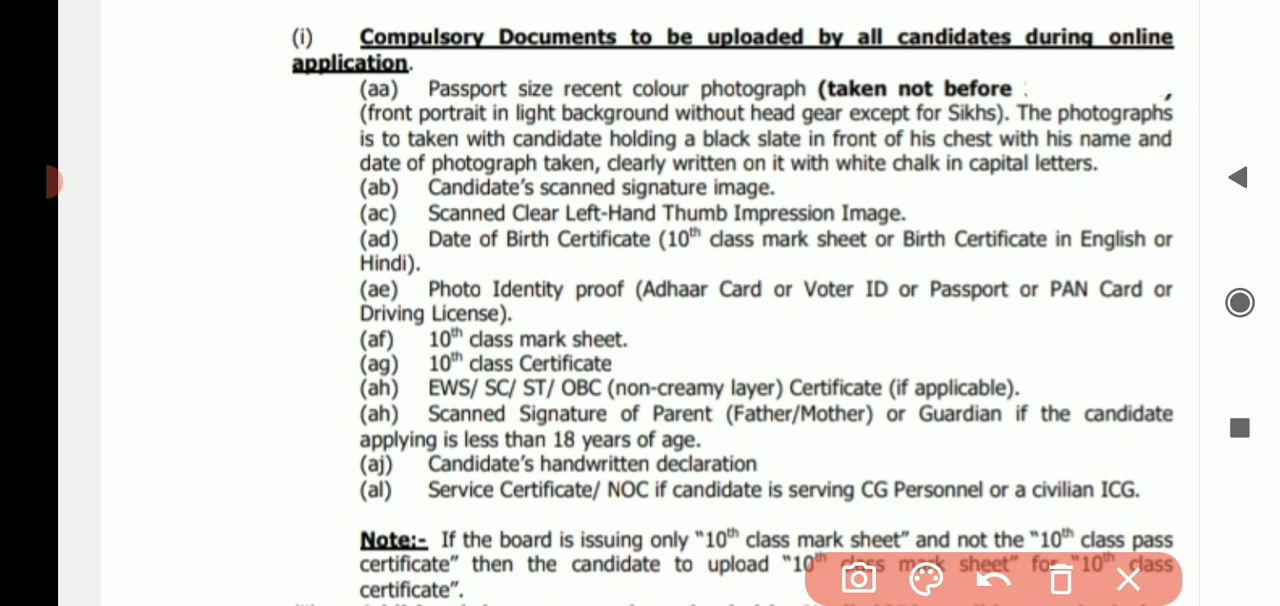 (i) Compulsory Documents to be uploaded by all candidates during online
application.
(aa) Passport size recent colour photograph (taken not before ,
(front portrait in light background without head gear except for Sikhs). The photographs
is to taken with candidate holding a black slate in front of his chest with his name and
date of photograph taken, clearly written on it with white chalk in capital letters.
(ab) Candidate's scanned signature image.
(ac) Scanned Clear Left-Hand Thumb Impression Image.
(ad) Date of Birth Certificate (10th class mark sheet or Birth Certificate in English or
Hindi).
(ae) Photo Identity proof (Adhaar Card or Voter ID or Passport or PAN Card or
Driving License).
(af) 10th class mark sheet.
(ag) 10th class Certificate
(ah) EWS/ SC/ ST/ OBC (non-creamy layer) Certificate (if applicable).
(ah) Scanned Signature of Parent (Father/Mother) or Guardian if the candidate
applying is less than 18 years of age.
(aj) Candidate's handwritten declaration
(al) Service Certificate/ NOC if candidate is serving CG Personnel or a civilian ICG.
Note:- If the board is issuing only "10th class mark sheet" and not the "10th class pass
certificate" then the candidate to upload "10th class mark sheet" for "10th class
certificate".